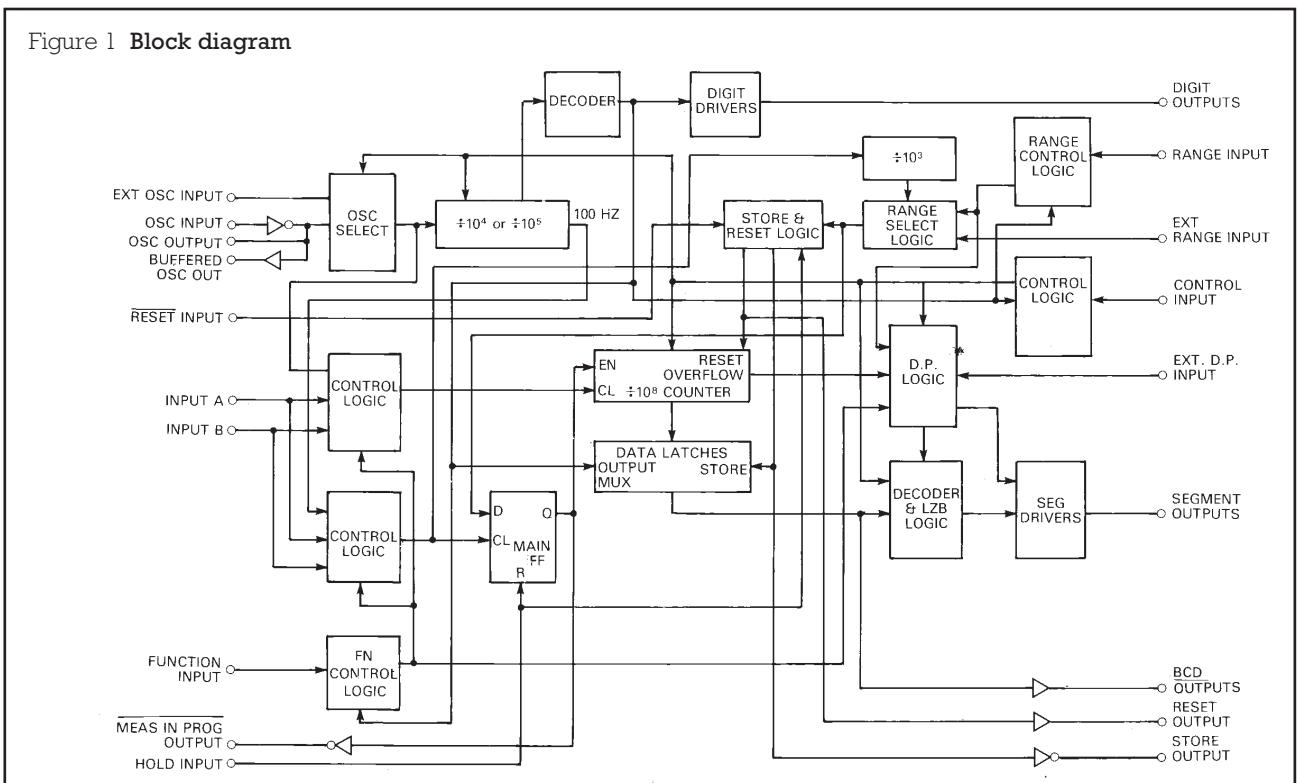 Figure 1 Block diagram
DECODER
DIGIT
DRIVERS
DIGIT
OUTPUTS
÷10³
RANGE
CONTROL
LOGIC
RANGE INPUT
EXT OSC INPUT
OSC INPUT
OSC OUTPUT
BUFFERED
OSC OUT
OSC
SELECT
÷10⁴ or ÷10⁵
100 HZ
STORE &
RESET LOGIC
RANGE
SELECT
LOGIC
EXT
RANGE INPUT
RESET INPUT
CONTROL
LOGIC
CONTROL
INPUT
INPUT A
INPUT B
CONTROL
LOGIC
EN
RESET
OVERFLOW
CL ÷10⁸ COUNTER
D.P.
LOGIC
EXT. D.P.
INPUT
DATA LATCHES
OUTPUT STORE
MUX
CONTROL
LOGIC
D Q
CL MAIN
FF
R
DECODER
& LZB
LOGIC
SEG
DRIVERS
SEGMENT
OUTPUTS
FUNCTION
INPUT
FN
CONTROL
LOGIC
MEAS IN PROG
OUTPUT
HOLD INPUT
BCD
OUTPUTS
RESET
OUTPUT
STORE
OUTPUT